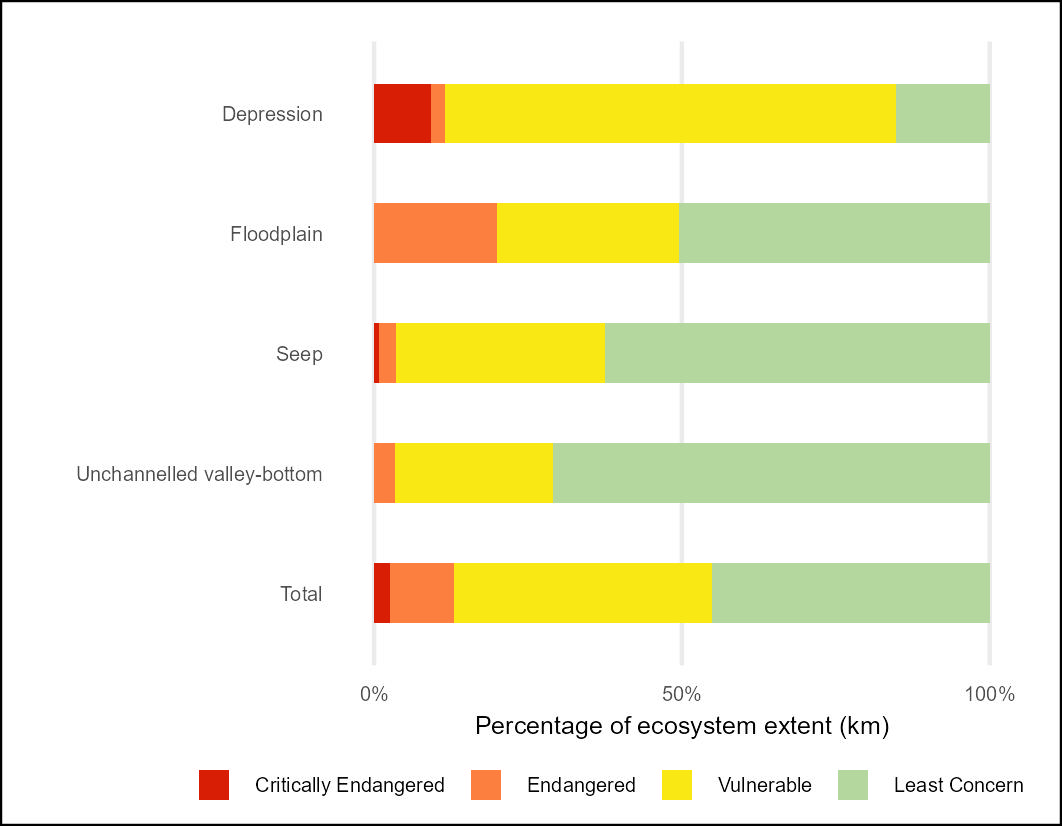 Depression
Floodplain
Seep
Unchannelled valley-bottom
Total
0% 50% 100%
Percentage of ecosystem extent (km)
Critically Endangered Endangered Vulnerable Least Concern